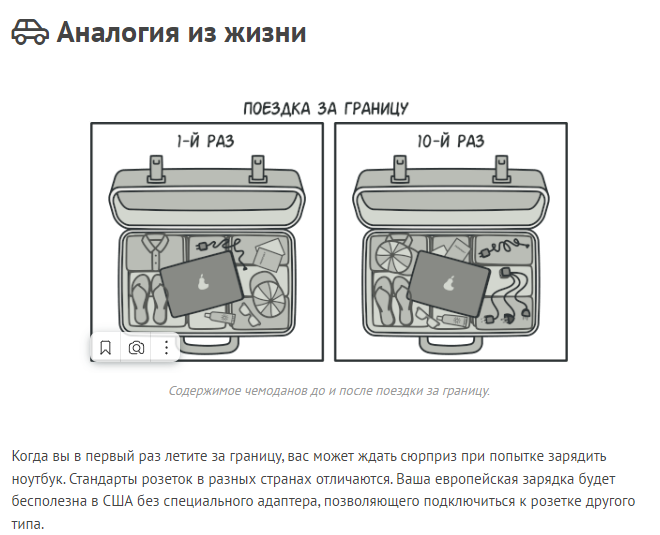 Аналогия из жизни
ПОЕЗДКА ЗА ГРАНИЦУ
1-Й РАЗ
10-Й РАЗ
Содержимое чемоданов до и после поездки за границу.
Когда вы в первый раз летите за границу, вас может ждать сюрприз при попытке зарядить
ноутбук. Стандарты розеток в разных странах отличаются. Ваша европейская зарядка будет
бесполезна в США без специального адаптера, позволяющего подключиться к розетке другого
типа.